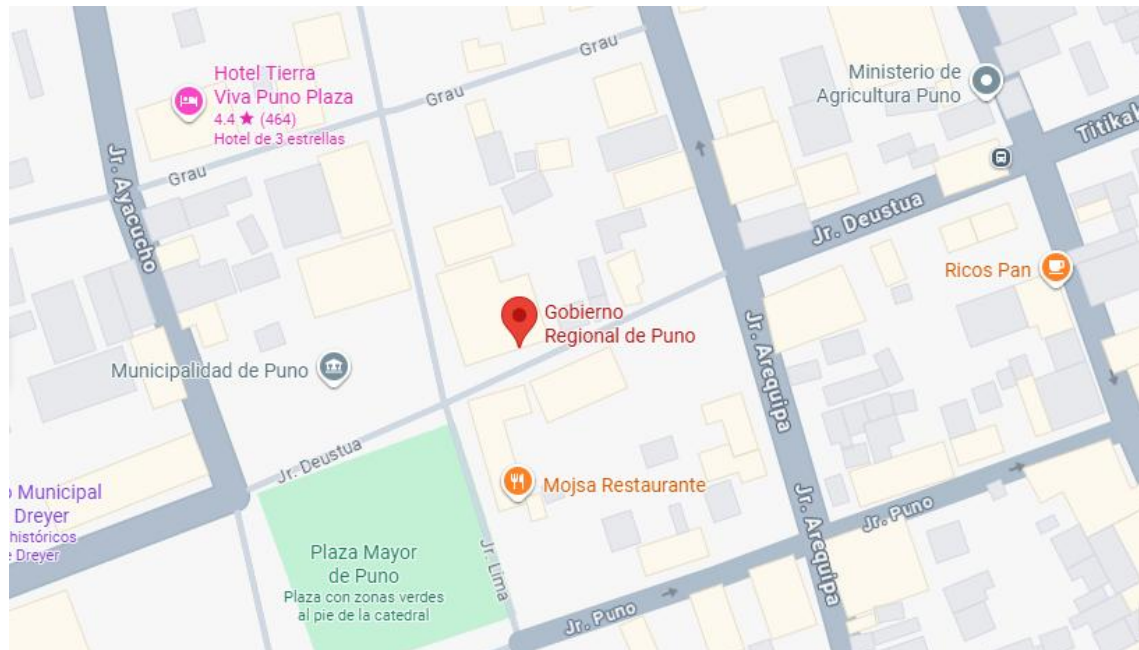 Grau
Hotel Tierra
Viva Puno Plaza
4.4 ★ (464)
Hotel de 3 estrellas
Grau
Ministerio de
Agricultura Puno
Grau
Jr. Ayacucho
Jr. Deustua
Ricos Pan
Gobierno
Regional de Puno
Municipalidad de Puno
Jr. Arequipa
Jr. Deustua
Municipal
Dreyer
históricos
Dreyer
Mojsa Restaurante
Jr. Arequipa
Jr. Puno
Plaza Mayor
de Puno
Plaza con zonas verdes
al pie de la catedral
Jr. Lima
Jr. Puno